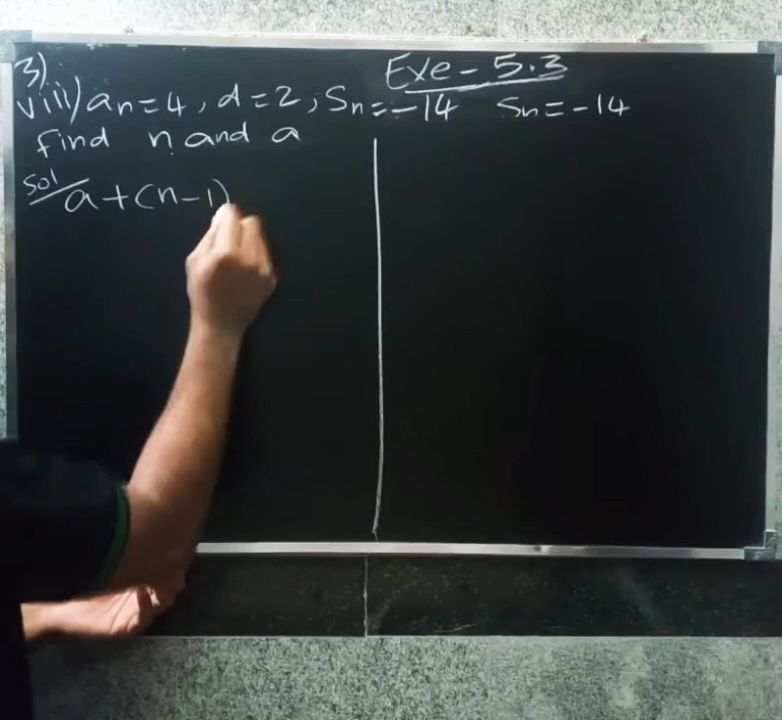 Exe - 5.3
3)
viii) an = 4, d = 2, Sn = -14 Sn = -14
find n and a
Sol a + (n - 1)